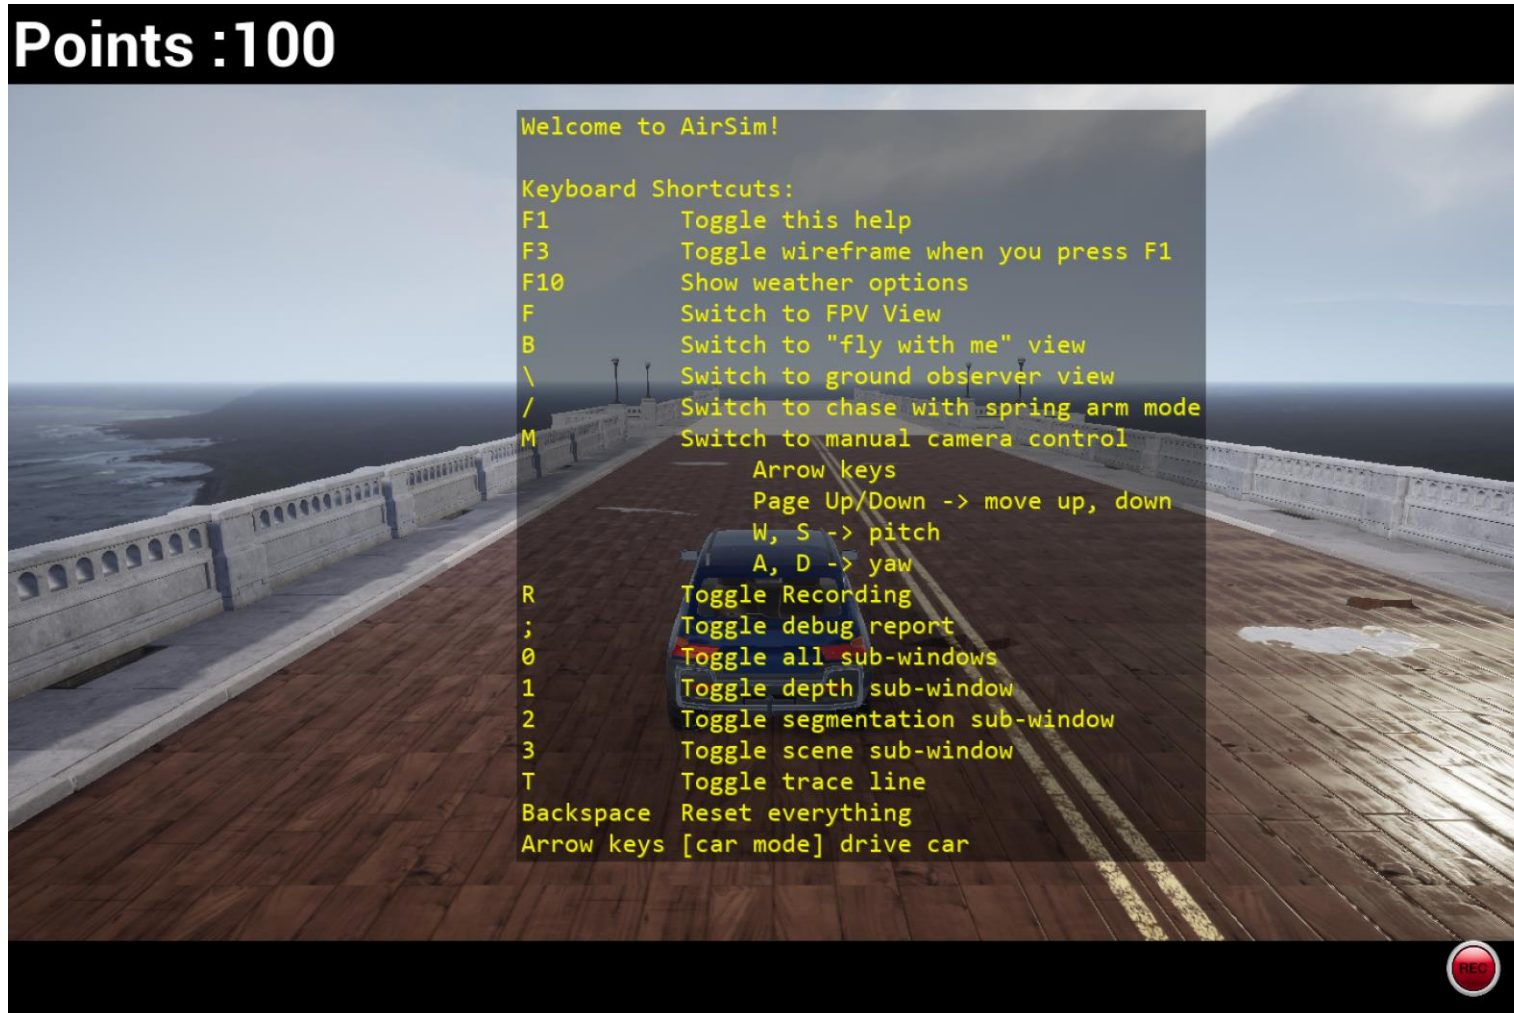 Points :100
Welcome to AirSim!
Keyboard Shortcuts:
F1 Toggle this help
F3 Toggle wireframe when you press F1
F10 Show weather options
F Switch to FPV View
B Switch to "fly with me" view
\ Switch to ground observer view
/ Switch to chase with spring arm mode
M Switch to manual camera control
Arrow keys
Page Up/Down -> move up, down
W, S -> pitch
A, D -> yaw
R Toggle Recording
; Toggle debug report
0 Toggle all sub-windows
1 Toggle depth sub-window
2 Toggle segmentation sub-window
3 Toggle scene sub-window
T Toggle trace line
Backspace Reset everything
Arrow keys [car mode] drive car
REC